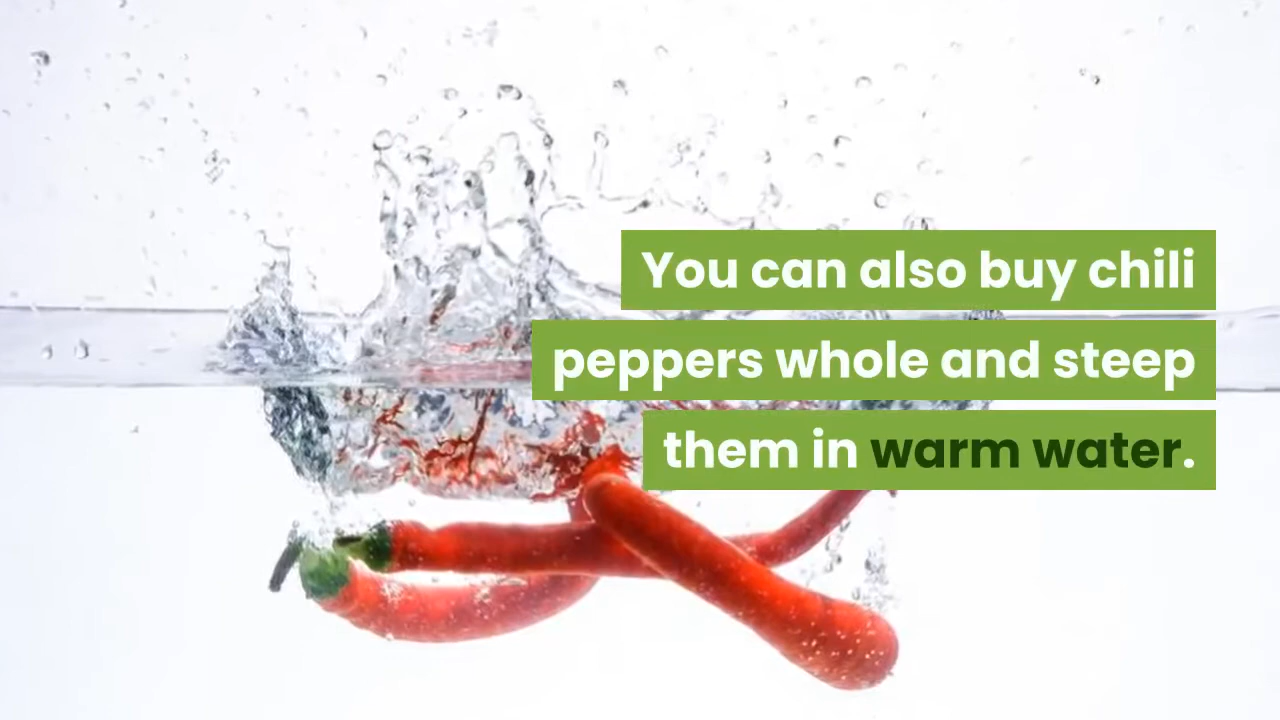 You can also buy chili
peppers whole and steep
them in warm water.